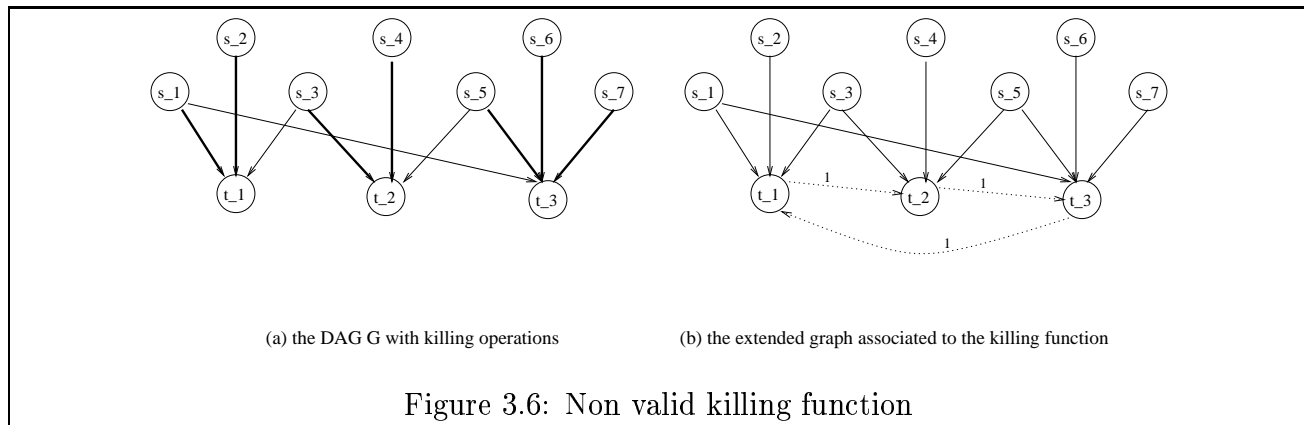 s_2 s_4 s_6 s_2 s_4 s_6
s_1 s_3 s_5 s_7 s_1 s_3 s_5 s_7
1 1
t_1 t_2 t_3 t_1 t_2 t_3
1
(a) the DAG G with killing operations (b) the extended graph associated to the killing function
Figure 3.6: Non valid killing function